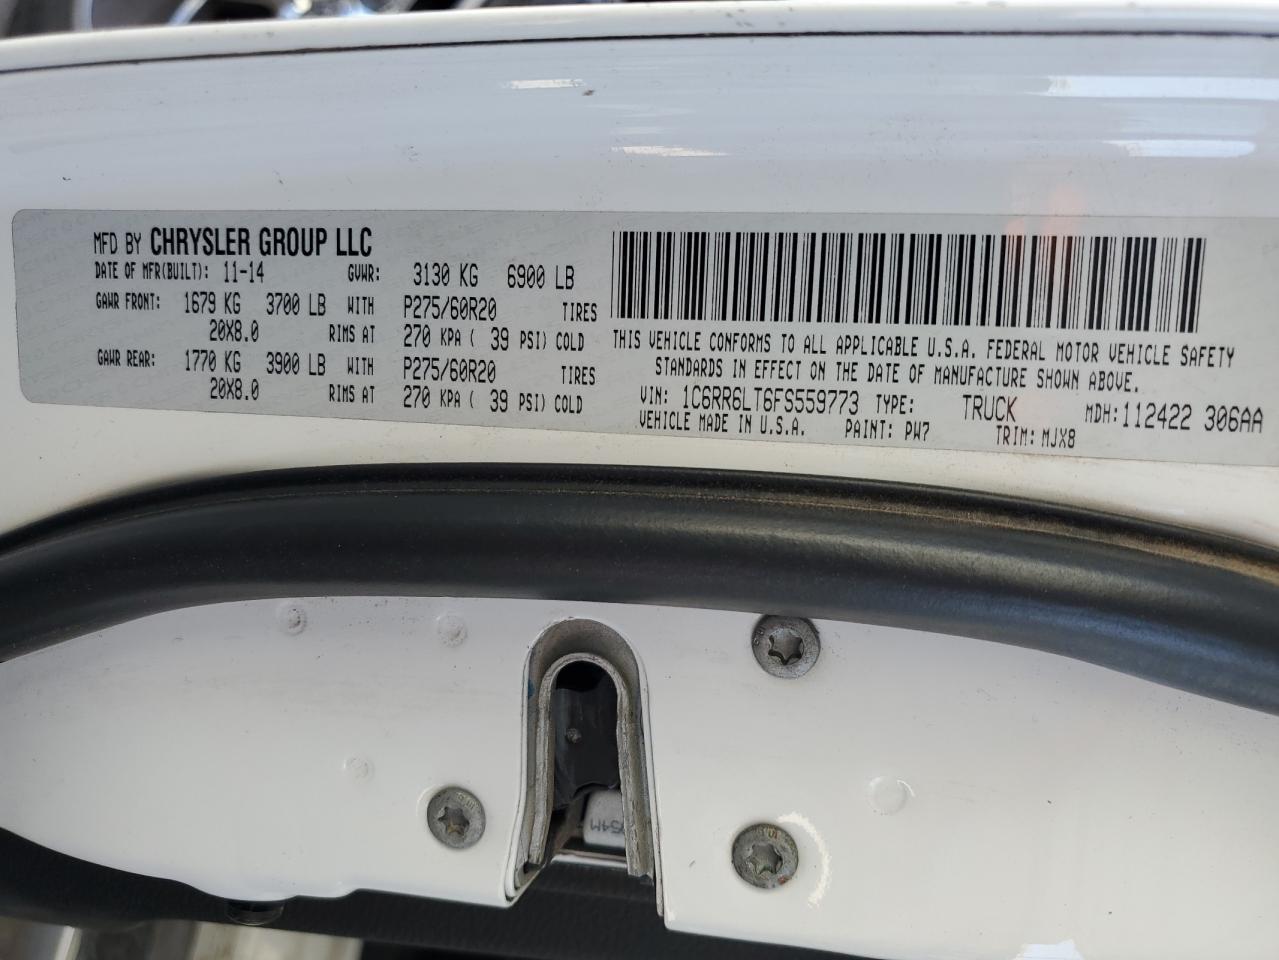 MFD BY CHRYSLER GROUP LLC
DATE OF MFR(BUILT): 11-14 GVWR: 3130 KG 6900 LB
GAWR FRONT: 1679 KG 3700 LB WITH P275/60R20 TIRES
20X8.0 RIMS AT 270 KPA ( 39 PSI) COLD
GAWR REAR: 1770 KG 3900 LB WITH P275/60R20 TIRES
20X8.0 RIMS AT 270 KPA ( 39 PSI) COLD
THIS VEHICLE CONFORMS TO ALL APPLICABLE U.S.A. FEDERAL MOTOR VEHICLE SAFETY
STANDARDS IN EFFECT ON THE DATE OF MANUFACTURE SHOWN ABOVE.
VIN: 1C6RR6LT6FS559773 TYPE: TRUCK MDH: 112422 306AA
VEHICLE MADE IN U.S.A. PAINT: PW7 TRIM: MJX8